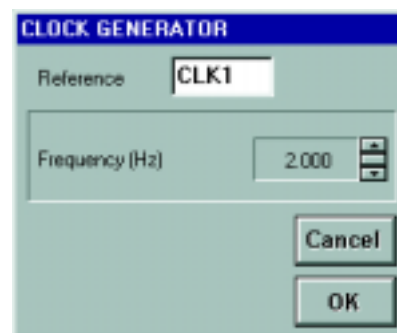 CLOCK GENERATOR
Reference CLK1
Frequency (Hz) 2.000
Cancel
OK